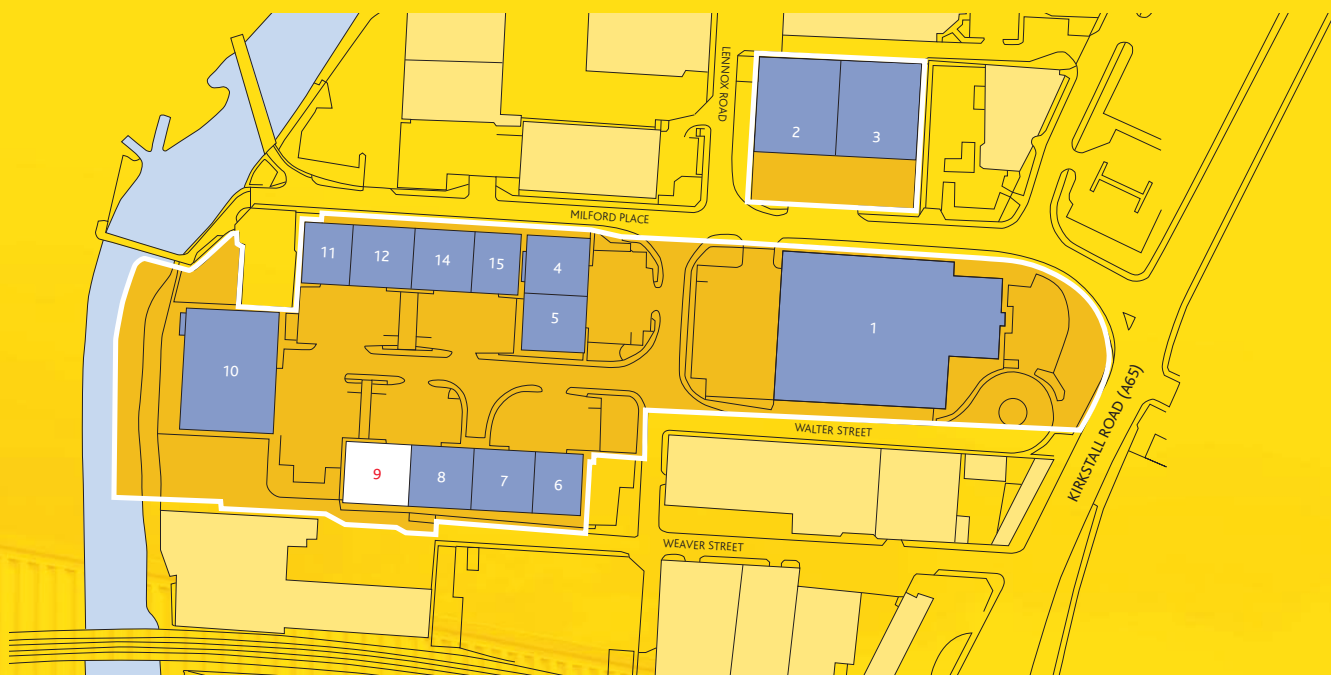 LENNOX ROAD
2
3
MILFORD PLACE
11
12
14
15
4
5
1
10
KIRKSTALL ROAD (A65)
WALTER STREET
9
8
7
6
WEAVER STREET